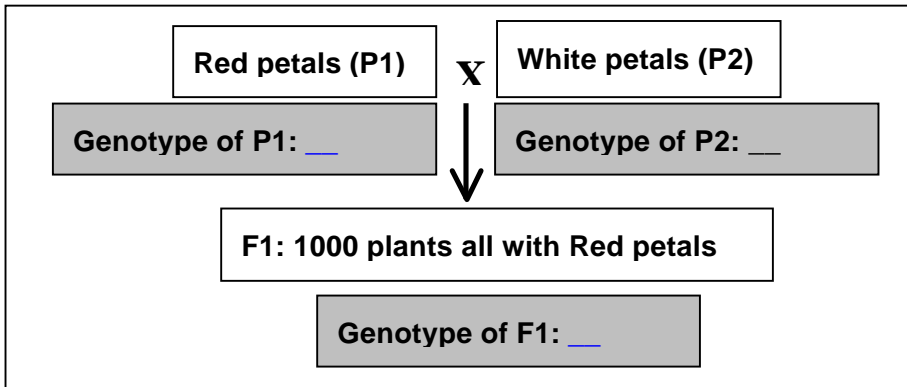 Red petals (P1) x White petals (P2)
Genotype of P1: __ Genotype of P2: __
F1: 1000 plants all with Red petals
Genotype of F1: __